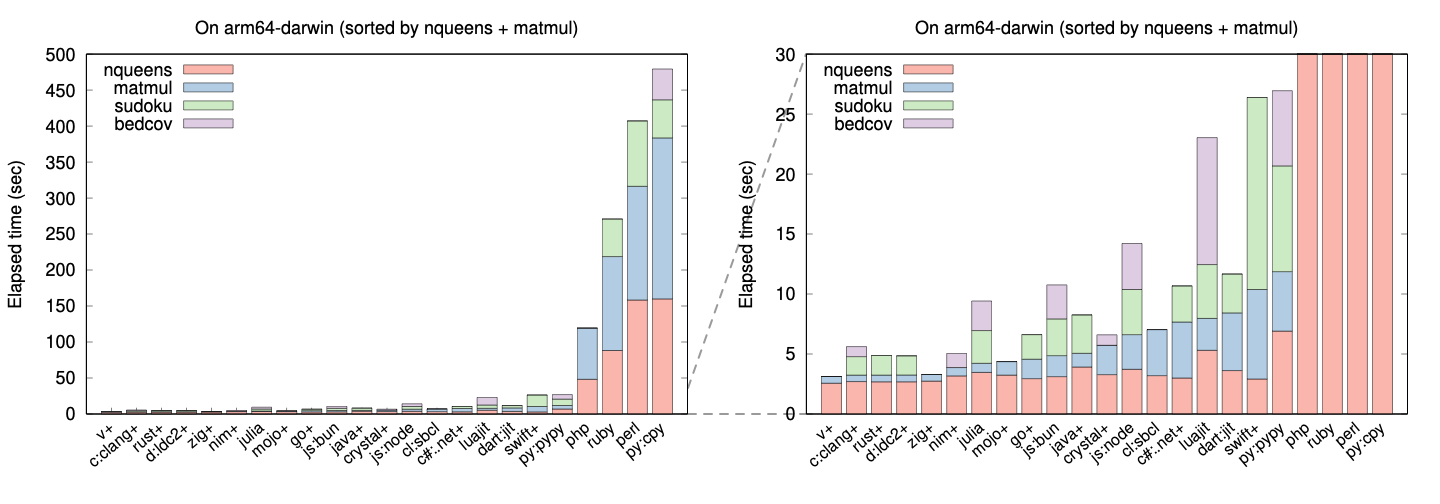 On arm64-darwin (sorted by nqueens + matmul)
Elapsed time (sec)
500
450
400
350
300
250
200
150
100
50
0
nqueens
matmul
sudoku
bedcov
v+
c:clang+
rust+
d:ldc2+
zig+
nim+
julia
mojo+
go+
js:bun
java+
crystal+
js:node
cl:sbcl
c#:.net+
luajit
dart:jit
swift+
py:pypy
php
ruby
perl
py:cpy
On arm64-darwin (sorted by nqueens + matmul)
Elapsed time (sec)
30
25
20
15
10
5
0
nqueens
matmul
sudoku
bedcov
v+
c:clang+
rust+
d:ldc2+
zig+
nim+
julia
mojo+
go+
js:bun
java+
crystal+
js:node
cl:sbcl
c#:.net+
luajit
dart:jit
swift+
py:pypy
php
ruby
perl
py:cpy